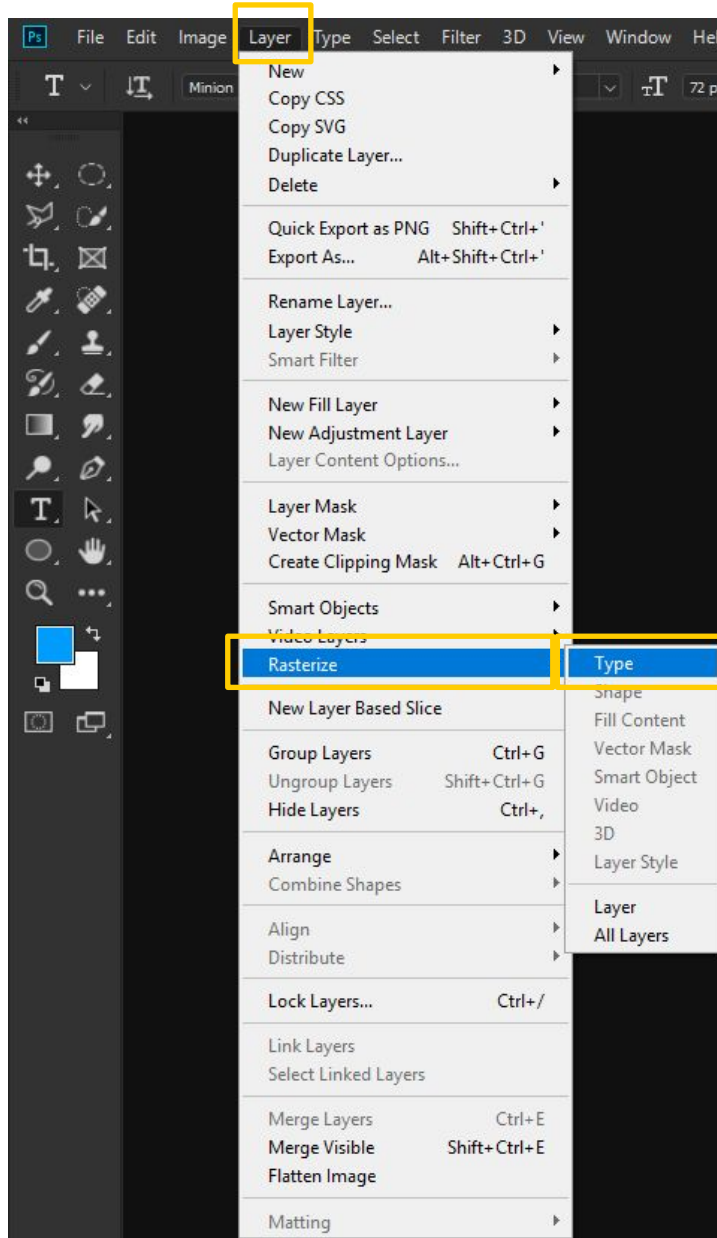 Ps File Edit Image Layer Type Select Filter 3D View Window Hel
T T Minion TT 72 p
New
Copy CSS
Copy SVG
Duplicate Layer...
Delete
Quick Export as PNG Shift+Ctrl+'
Export As... Alt+Shift+Ctrl+'
Rename Layer...
Layer Style
Smart Filter
New Fill Layer
New Adjustment Layer
Layer Content Options...
Layer Mask
Vector Mask
Create Clipping Mask Alt+Ctrl+G
Smart Objects
Video Layers
Rasterize
New Layer Based Slice
Group Layers Ctrl+G
Ungroup Layers Shift+Ctrl+G
Hide Layers Ctrl+,
Arrange
Combine Shapes
Align
Distribute
Lock Layers... Ctrl+/
Link Layers
Select Linked Layers
Merge Layers Ctrl+E
Merge Visible Shift+Ctrl+E
Flatten Image
Matting
Type
Shape
Fill Content
Vector Mask
Smart Object
Video
3D
Layer Style
Layer
All Layers